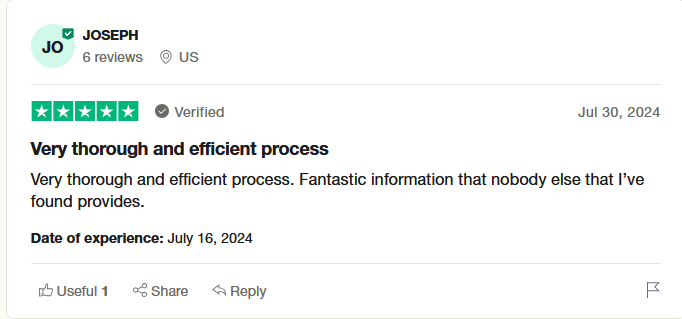 JO
JOSEPH
6 reviews US
Verified Jul 30, 2024
Very thorough and efficient process
Very thorough and efficient process. Fantastic information that nobody else that I've
found provides.
Date of experience: July 16, 2024
Useful 1 Share Reply